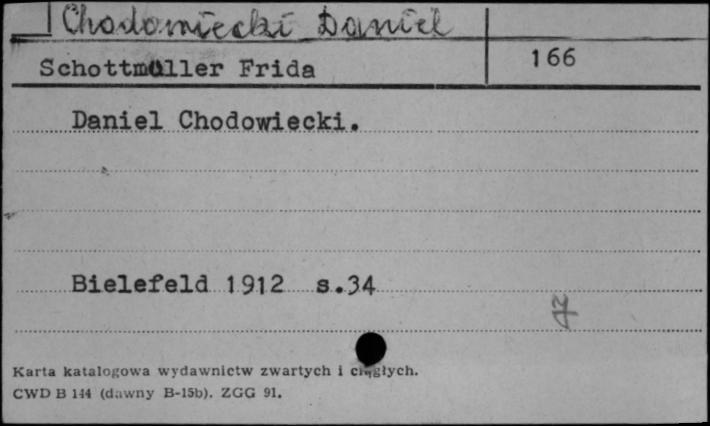 Chodowiecki Daniel
Schottmüller Frida 166
Daniel Chodowiecki.
Bielefeld 1912 s.34
Karta katalogowa wydawnictw zwartych i ciągłych.
CWD B 144 (dawny B-15b). ZGG 91.